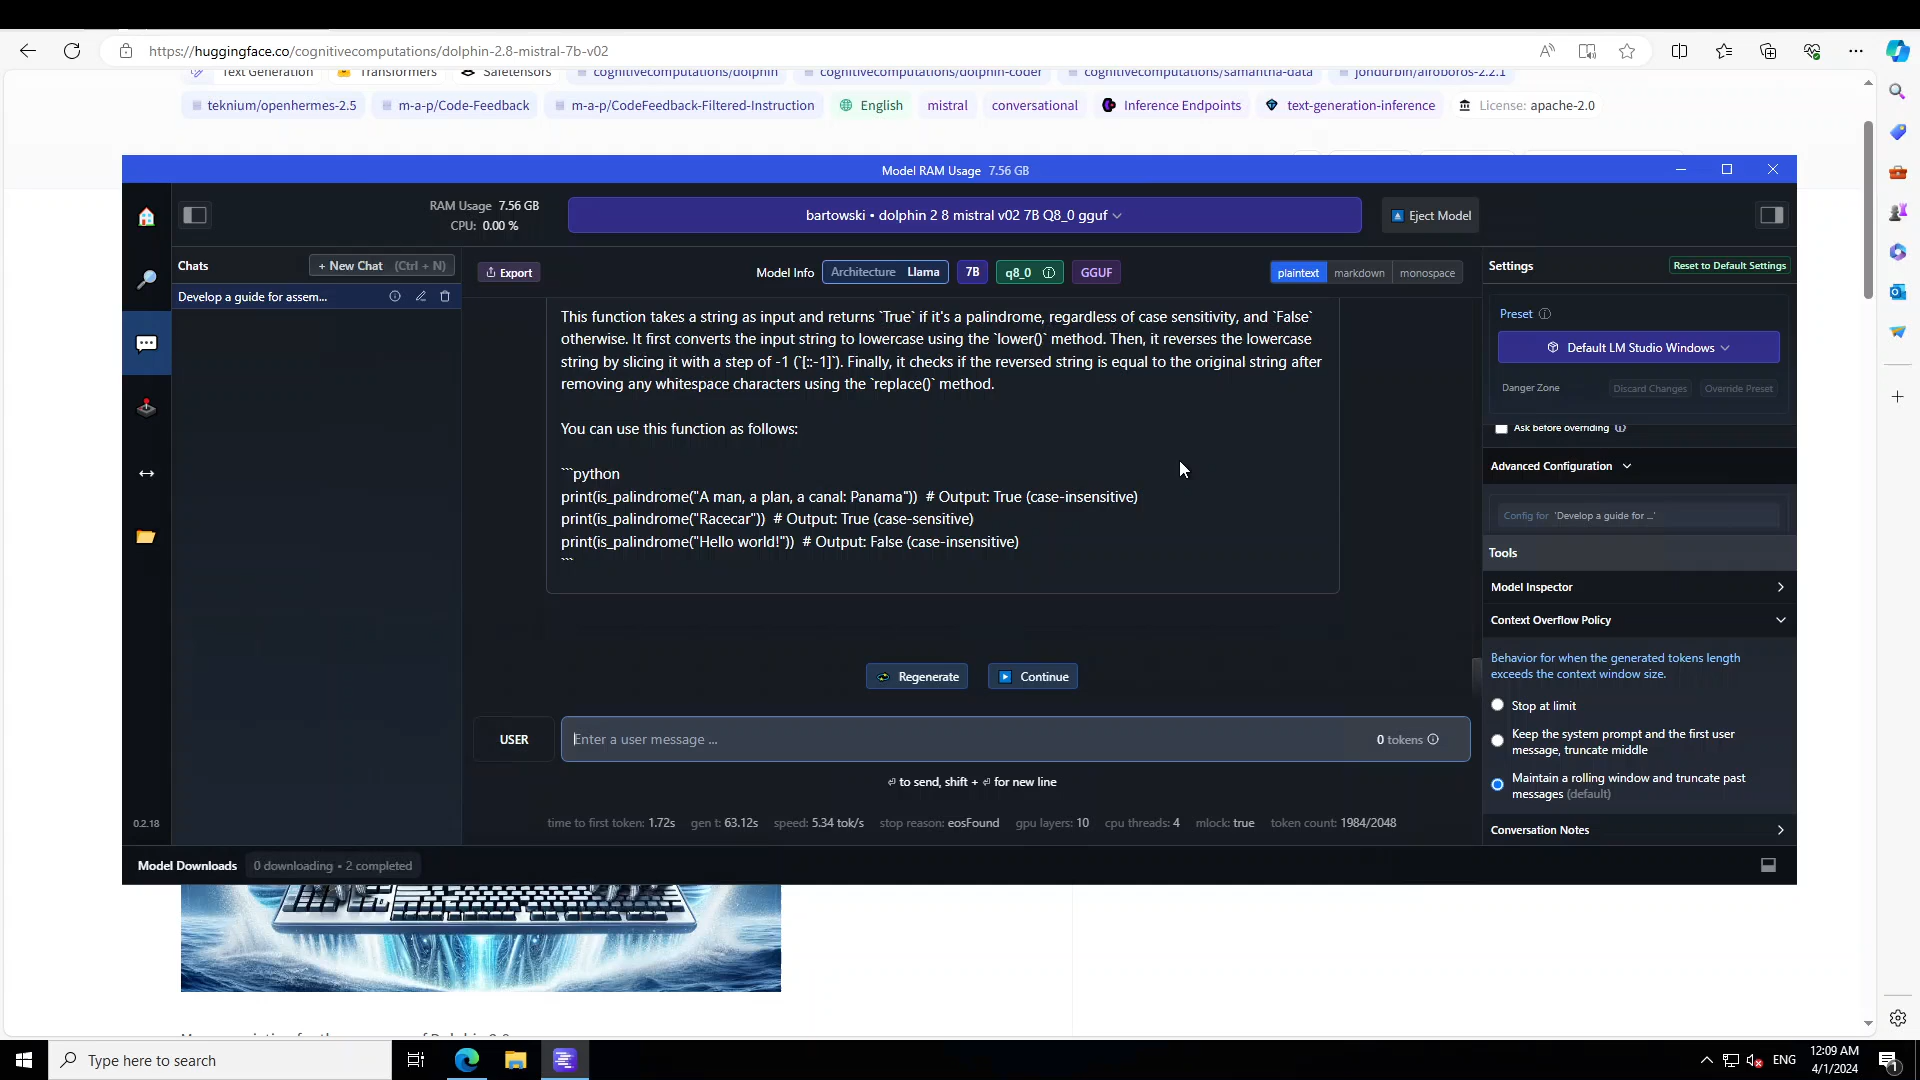 https://huggingface.co/cognitivecomputations/dolphin-2.8-mistral-7b-v02
Text Generation Transformers Safetensors cognitivecomputations/dolphin cognitivecomputations/dolphin-coder cognitivecomputations/samantha-data jondurbin/airoboros-2.2.1
teknium/openhermes-2.5 m-a-p/Code-Feedback m-a-p/CodeFeedback-Filtered-Instruction English mistral conversational Inference Endpoints text-generation-inference License: apache-2.0
Model RAM Usage 7.56 GB
RAM Usage 7.56 GB
CPU: 0.00 %
bartowski • dolphin 2 8 mistral v02 7B Q8_0 gguf
Eject Model
Chats
+ New Chat (Ctrl + N)
Export
Model Info Architecture Llama 7B q8_0 GGUF
plaintext markdown monospace
Settings
Reset to Default Settings
Develop a guide for assem...
This function takes a string as input and returns `True` if it's a palindrome, regardless of case sensitivity, and `False`
otherwise. It first converts the input string to lowercase using the `lower()` method. Then, it reverses the lowercase
string by slicing it with a step of -1 (`[::-1]`). Finally, it checks if the reversed string is equal to the original string after
removing any whitespace characters using the `replace()` method.
You can use this function as follows:
```python
print(is_palindrome("A man, a plan, a canal: Panama")) # Output: True (case-insensitive)
print(is_palindrome("Racecar")) # Output: True (case-sensitive)
print(is_palindrome("Hello world!")) # Output: False (case-insensitive)
```
Regenerate
Continue
USER
Enter a user message ...
0 tokens
⏎ to send, shift + ⏎ for new line
time to first token: 1.72s gen t: 63.12s speed: 5.34 tok/s stop reason: eosFound gpu layers: 10 cpu threads: 4 mlock: true token count: 1984/2048
Preset
Default LM Studio Windows
Danger Zone Discard Changes Override Preset
Ask before overriding
Advanced Configuration
Config for 'Develop a guide for ...'
Tools
Model Inspector
Context Overflow Policy
Behavior for when the generated tokens length
exceeds the context window size.
Stop at limit
Keep the system prompt and the first user
message, truncate middle
Maintain a rolling window and truncate past
messages (default)
Conversation Notes
0.2.18
Model Downloads 0 downloading • 2 completed
Type here to search
ENG
12:09 AM
4/1/2024
1